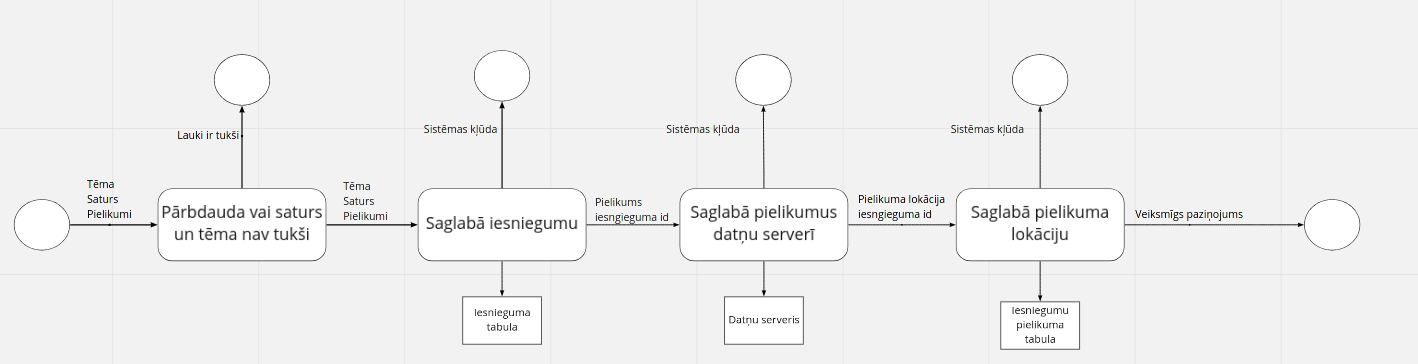 Lauki ir tukši
Sistēmas kļūda
Sistēmas kļūda
Sistēmas kļūda
Tēma
Saturs
Pielikumi
Pārbdauda vai saturs
un tēma nav tukši
Tēma
Saturs
Pielikumi
Saglabā iesniegumu
Pielikums
iesngieguma id
Saglabā pielikumus
datņu serverī
Pielikuma lokācija
iesngieguma id
Saglabā pielikuma
lokāciju
Veiksmīgs paziņojums
Iesnieguma
tabula
Datņu serveris
Iesniegumu
pielikuma
tabula